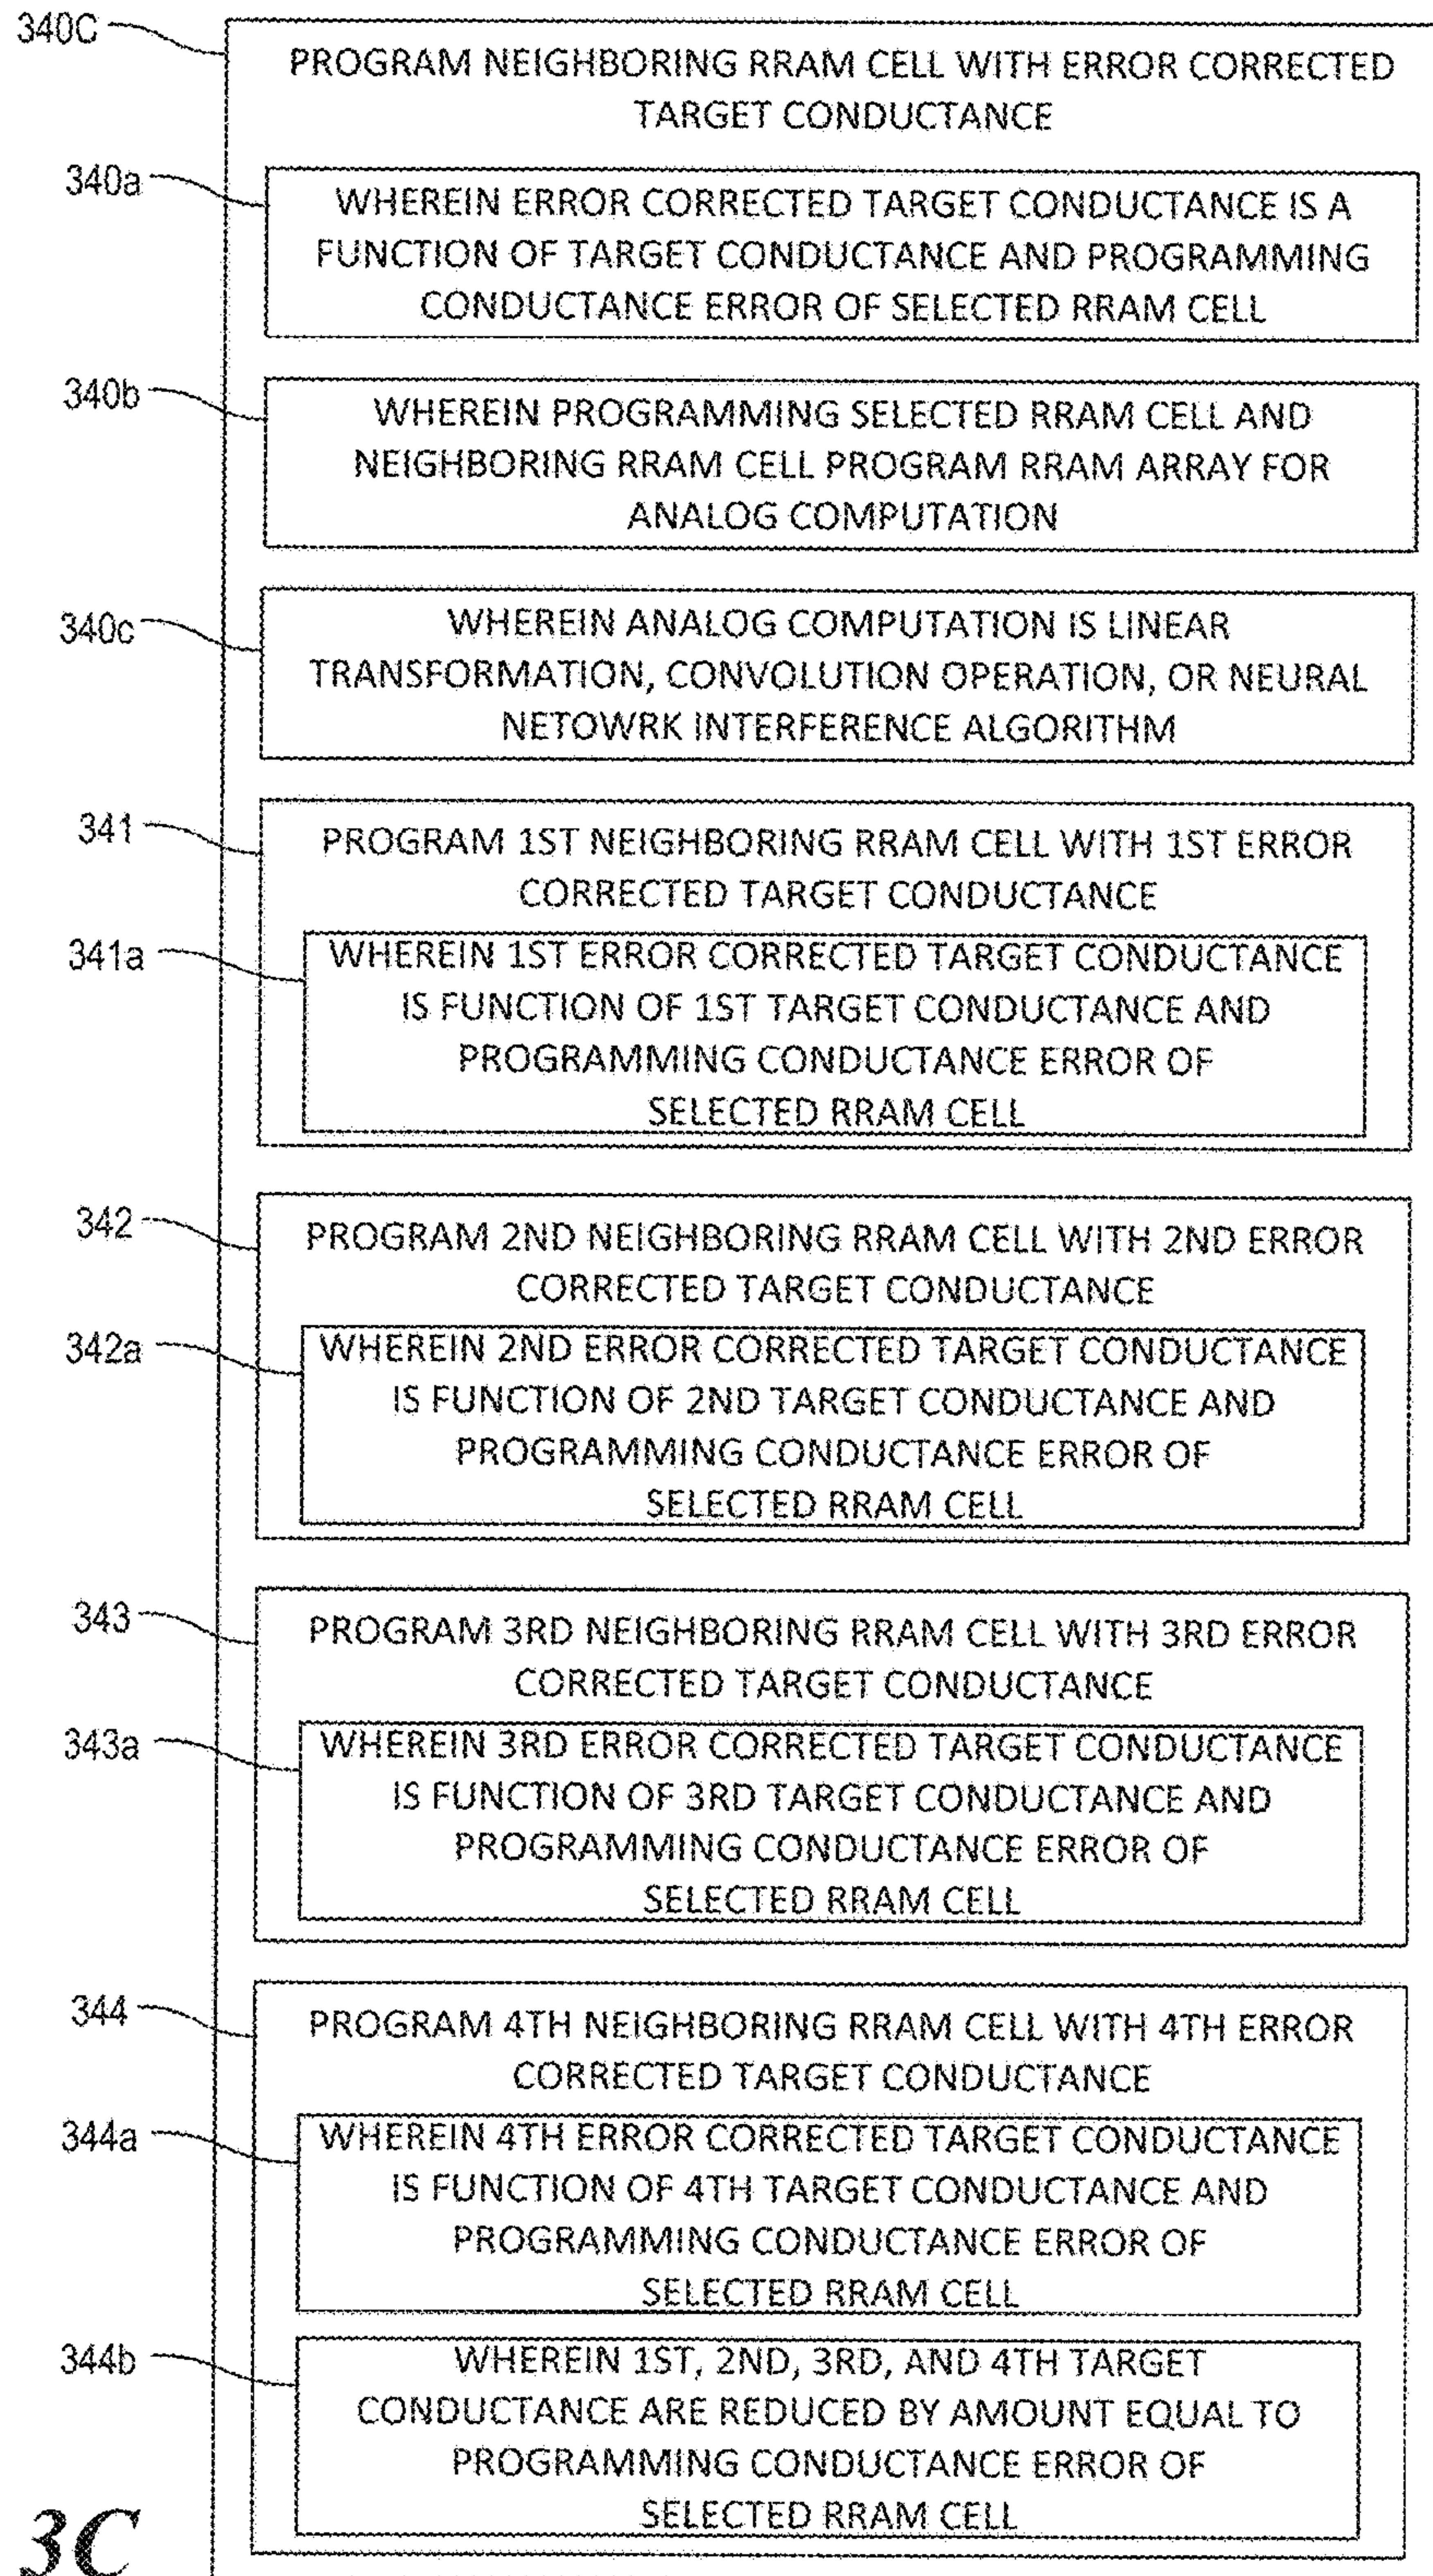 340C
PROGRAM NEIGHBORING RRAM CELL WITH ERROR CORRECTED
TARGET CONDUCTANCE
340a
WHEREIN ERROR CORRECTED TARGET CONDUCTANCE IS A
FUNCTION OF TARGET CONDUCTANCE AND PROGRAMMING
CONDUCTANCE ERROR OF SELECTED RRAM CELL
340b
WHEREIN PROGRAMMING SELECTED RRAM CELL AND
NEIGHBORING RRAM CELL PROGRAM RRAM ARRAY FOR
ANALOG COMPUTATION
340c
WHEREIN ANALOG COMPUTATION IS LINEAR
TRANSFORMATION, CONVOLUTION OPERATION, OR NEURAL
NETOWRK INTERFERENCE ALGORITHM
341
PROGRAM 1ST NEIGHBORING RRAM CELL WITH 1ST ERROR
CORRECTED TARGET CONDUCTANCE
341a
WHEREIN 1ST ERROR CORRECTED TARGET CONDUCTANCE
IS FUNCTION OF 1ST TARGET CONDUCTANCE AND
PROGRAMMING CONDUCTANCE ERROR OF
SELECTED RRAM CELL
342
PROGRAM 2ND NEIGHBORING RRAM CELL WITH 2ND ERROR
CORRECTED TARGET CONDUCTANCE
342a
WHEREIN 2ND ERROR CORRECTED TARGET CONDUCTANCE
IS FUNCTION OF 2ND TARGET CONDUCTANCE AND
PROGRAMMING CONDUCTANCE ERROR OF
SELECTED RRAM CELL
343
PROGRAM 3RD NEIGHBORING RRAM CELL WITH 3RD ERROR
CORRECTED TARGET CONDUCTANCE
343a
WHEREIN 3RD ERROR CORRECTED TARGET CONDUCTANCE
IS FUNCTION OF 3RD TARGET CONDUCTANCE AND
PROGRAMMING CONDUCTANCE ERROR OF
SELECTED RRAM CELL
344
PROGRAM 4TH NEIGHBORING RRAM CELL WITH 4TH ERROR
CORRECTED TARGET CONDUCTANCE
344a
WHEREIN 4TH ERROR CORRECTED TARGET CONDUCTANCE
IS FUNCTION OF 4TH TARGET CONDUCTANCE AND
PROGRAMMING CONDUCTANCE ERROR OF
SELECTED RRAM CELL
344b
WHEREIN 1ST, 2ND, 3RD, AND 4TH TARGET
CONDUCTANCE ARE REDUCED BY AMOUNT EQUAL TO
PROGRAMMING CONDUCTANCE ERROR OF
SELECTED RRAM CELL
3C